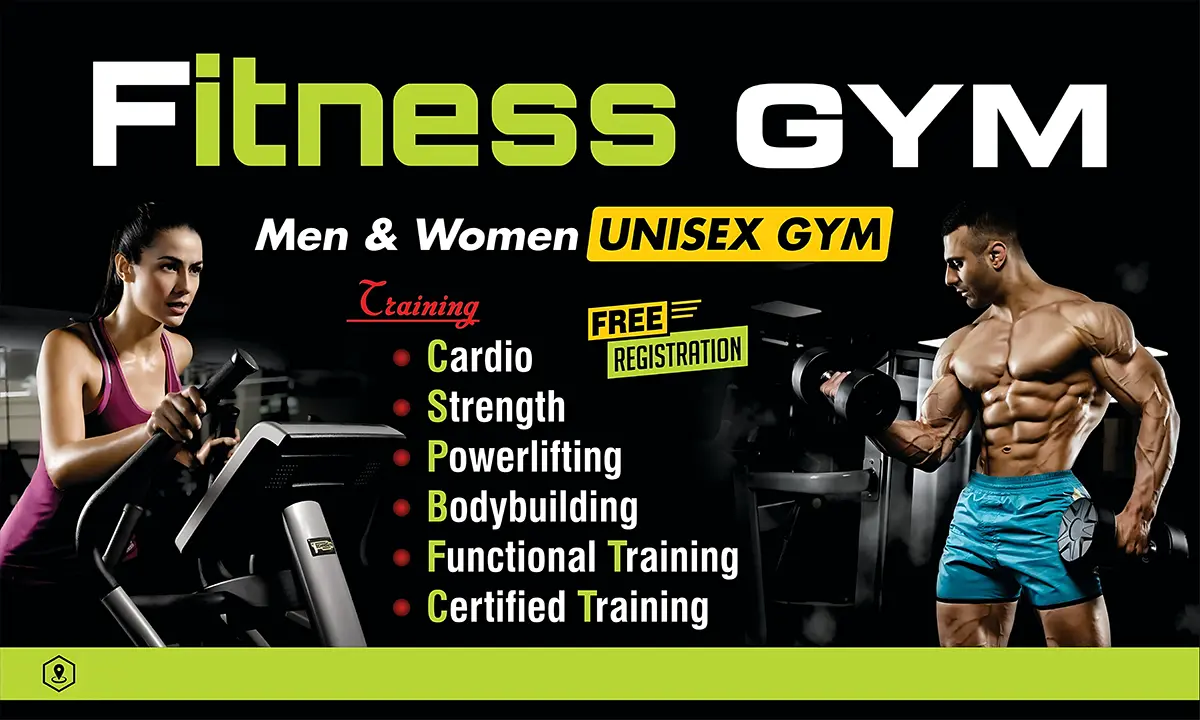 Fitness GYM
Men & Women UNISEX GYM
Training
FREE
REGISTRATION
Cardio
Strength
Powerlifting
Bodybuilding
Functional Training
Certified Training